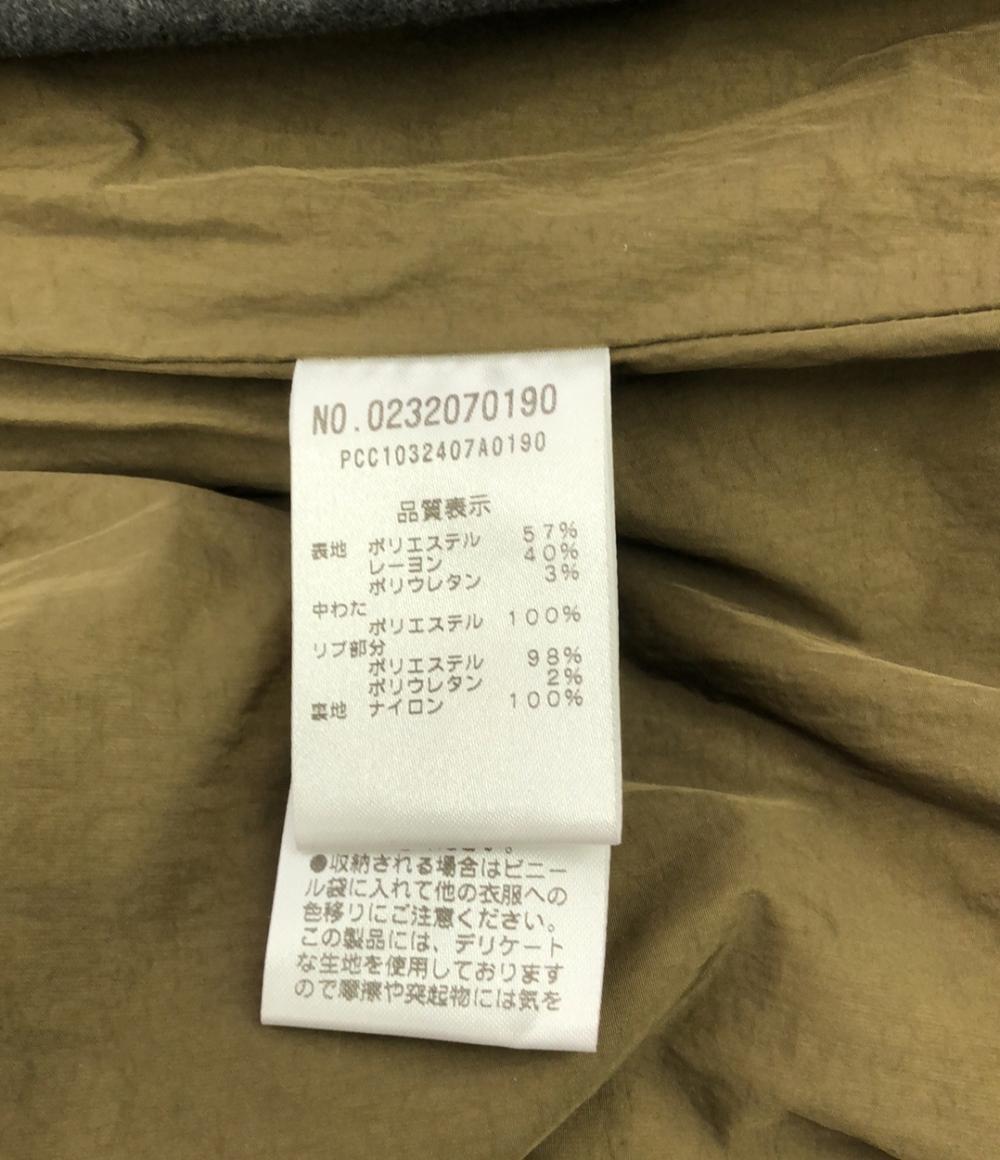 NO.0232070190
PCC1032407A0190
品質表示
表地 ポリエステル 57%
レーヨン 40%
ポリウレタン 3%
中わた
ポリエステル 100%
リブ部分
ポリエステル 98%
ポリウレタン 2%
裏地 ナイロン 100%
●収納される場合はビニー
ル袋に入れて他の衣服への
色移りにご注意ください。
この製品には、デリケート
な生地を使用しております
ので摩擦や突起物には気を